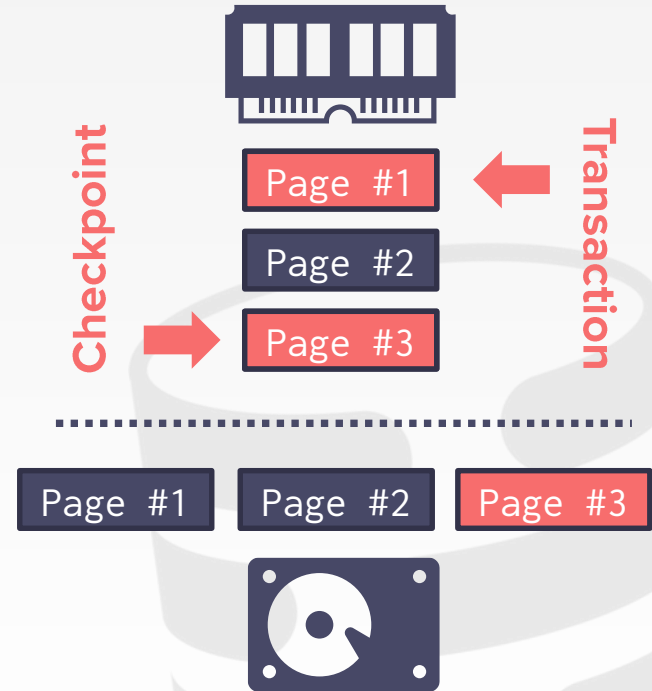 Checkpoint
Page #1
Page #2
Page #3
Transaction
Page #1
Page #2
Page #3